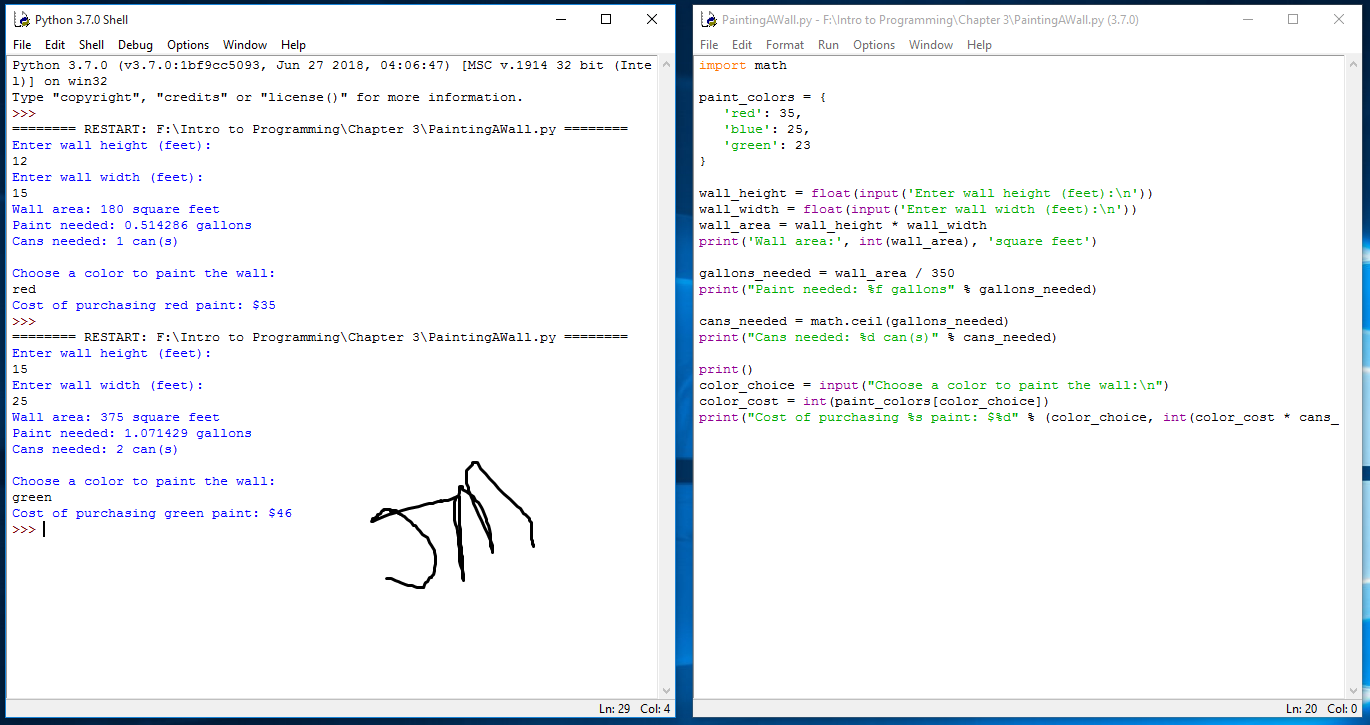 Python 3.7.0 Shell
File Edit Shell Debug Options Window Help
Python 3.7.0 (v3.7.0:1bf9cc5093, Jun 27 2018, 04:06:47) [MSC v.1914 32 bit (Inte
l)] on win32
Type "copyright", "credits" or "license()" for more information.
>>>
======== RESTART: F:\Intro to Programming\Chapter 3\PaintingAWall.py ========
Enter wall height (feet):
12
Enter wall width (feet):
15
Wall area: 180 square feet
Paint needed: 0.514286 gallons
Cans needed: 1 can(s)
Choose a color to paint the wall:
red
Cost of purchasing red paint: $35
>>>
======== RESTART: F:\Intro to Programming\Chapter 3\PaintingAWall.py ========
Enter wall height (feet):
15
Enter wall width (feet):
25
Wall area: 375 square feet
Paint needed: 1.071429 gallons
Cans needed: 2 can(s)
Choose a color to paint the wall:
green
Cost of purchasing green paint: $46
>>>
Ln: 29 Col: 4
PaintingAWall.py - F:\Intro to Programming\Chapter 3\PaintingAWall.py (3.7.0)
File Edit Format Run Options Window Help
import math
paint_colors = {
'red': 35,
'blue': 25,
'green': 23
}
wall_height = float(input('Enter wall height (feet):\n'))
wall_width = float(input('Enter wall width (feet):\n'))
wall_area = wall_height * wall_width
print('Wall area:', int(wall_area), 'square feet')
gallons_needed = wall_area / 350
print("Paint needed: %f gallons" % gallons_needed)
cans_needed = math.ceil(gallons_needed)
print("Cans needed: %d can(s)" % cans_needed)
print()
color_choice = input("Choose a color to paint the wall:\n")
color_cost = int(paint_colors[color_choice])
print("Cost of purchasing %s paint: $%d" % (color_choice, int(color_cost * cans_
Ln: 20 Col: 0